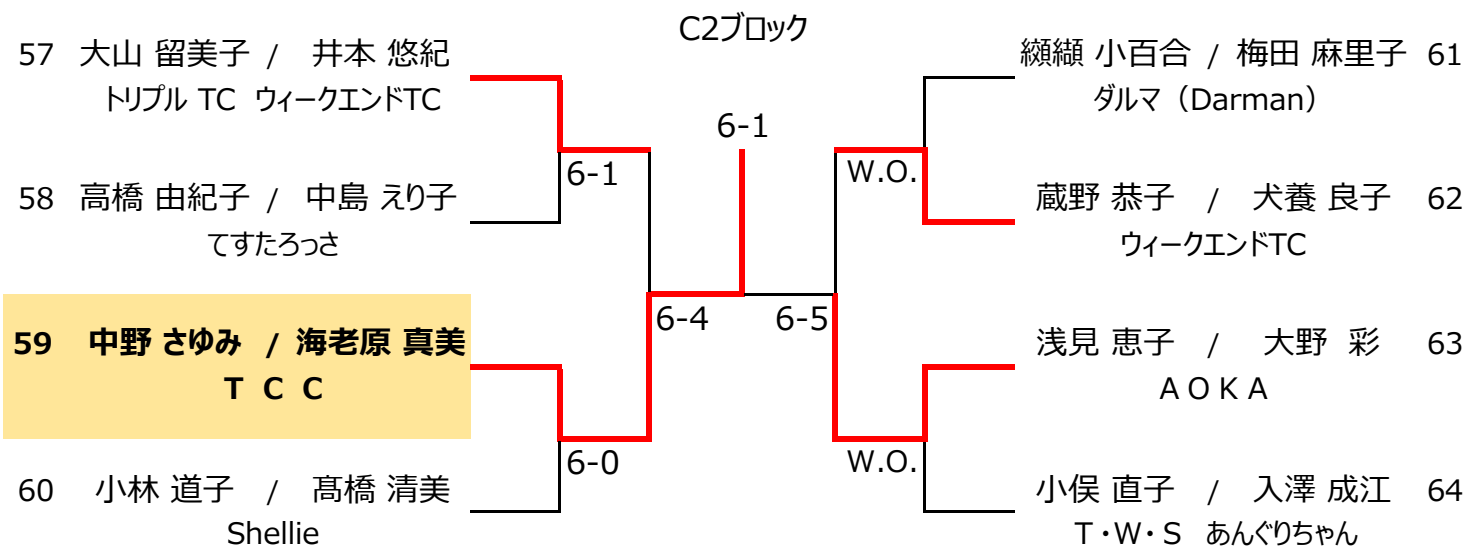 C2ブロック
57 大山 留美子 / 井本 悠紀
トリプル TC ウィークエンドTC
58 高橋 由紀子 / 中島 えり子
てすたろっさ
59 中野 さゆみ / 海老原 真美
T C C
60 小林 道子 / 髙橋 清美
Shellie
6-1
6-0
6-4
6-1
6-5
W.O.
W.O.
纐纈 小百合 / 梅田 麻里子 61
ダルマ（Darman）
蔵野 恭子 / 犬養 良子 62
ウィークエンドTC
浅見 恵子 / 大野 彩 63
A O K A
小俣 直子 / 入澤 成江 64
T・W・S あんぐりちゃん